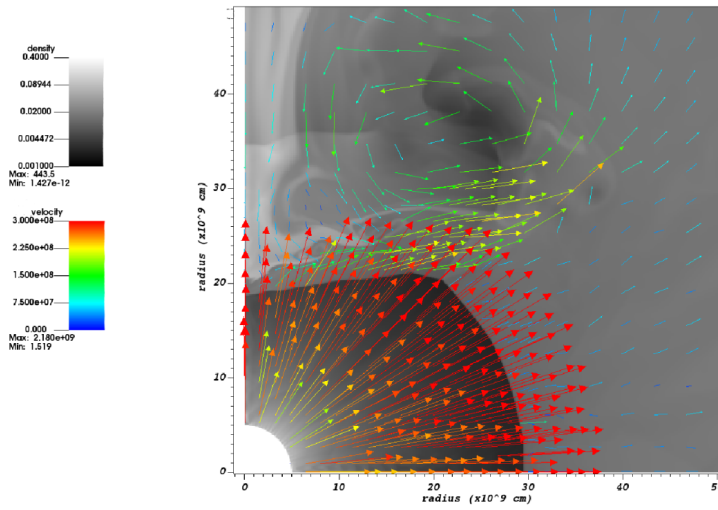 density
0.4000
0.08944
0.02000
0.004472
0.001000
Max: 443.5
Min: 1.427e-12
velocity
3.000e+08
2.250e+08
1.500e+08
7.500e+07
0.000
Max: 2.180e+09
Min: 1.519
radius (x10^9 cm)
40
30
20
10
0
0 10 20 30 40 5
radius (x10^9 cm)